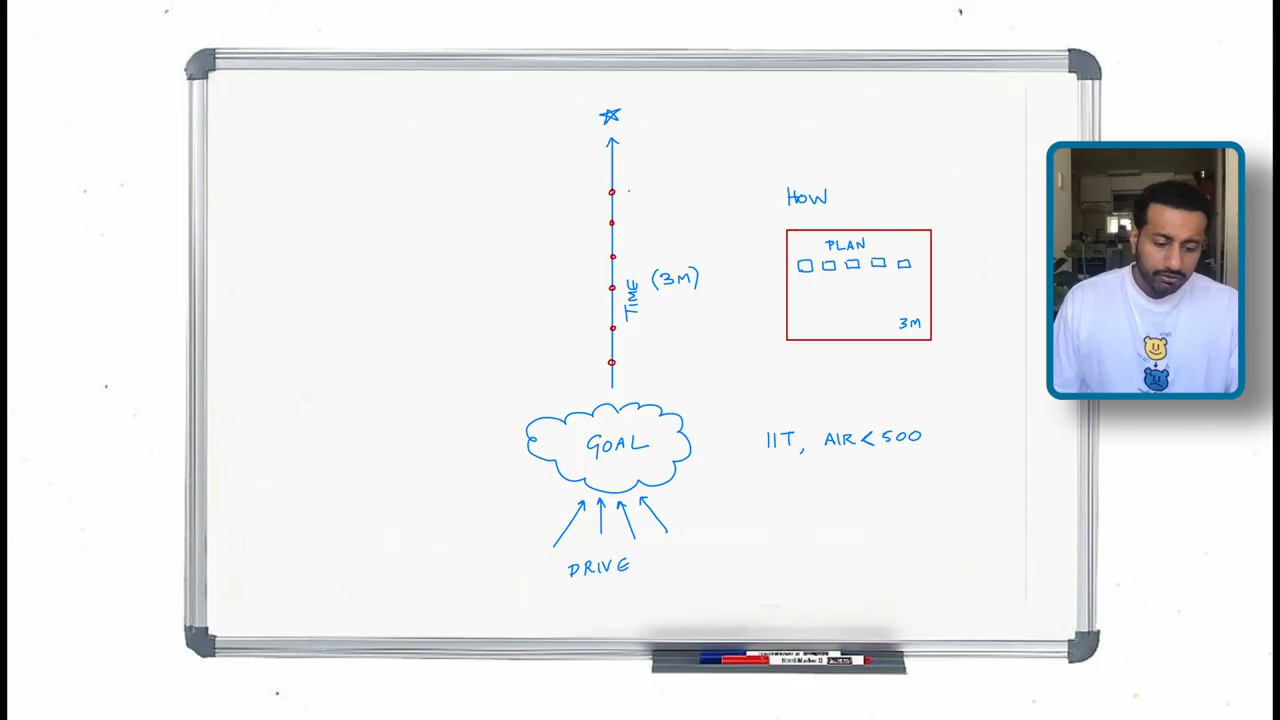 HOW
PLAN
TIME (3M)
3M
GOAL
IIT, AIR < 500
DRIVE